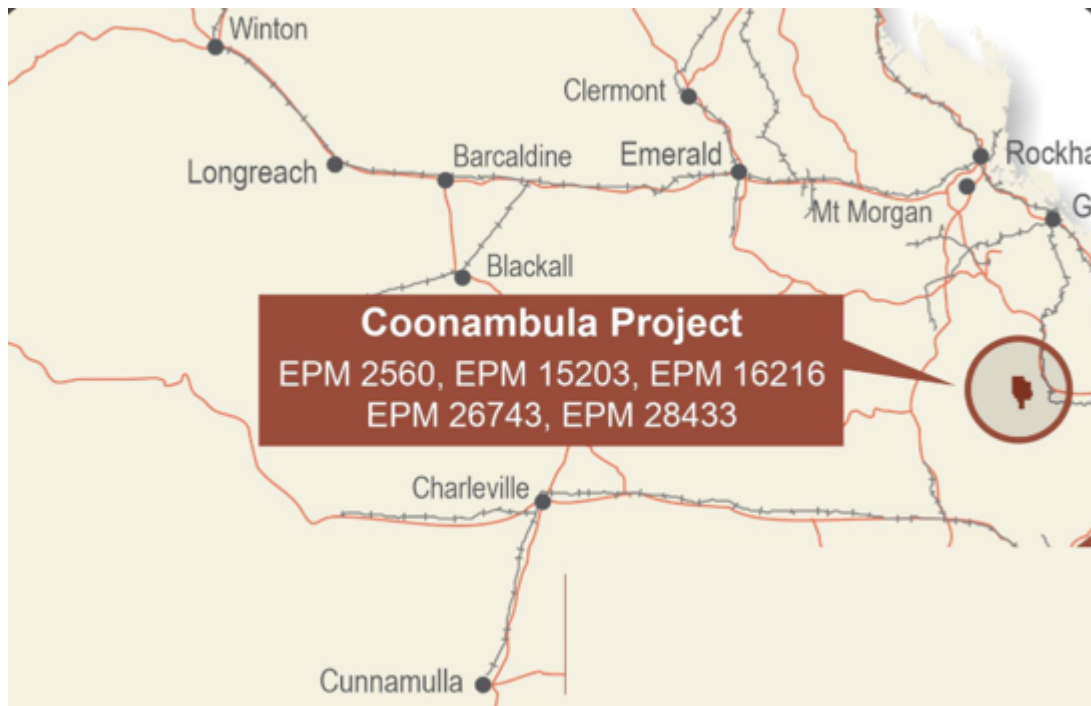 Winton
Clermont
Longreach
Barcaldine
Emerald
Rockha
Mt Morgan
G
Blackall
Coonambula Project
EPM 2560, EPM 15203, EPM 16216
EPM 26743, EPM 28433
Charleville
Cunnamulla